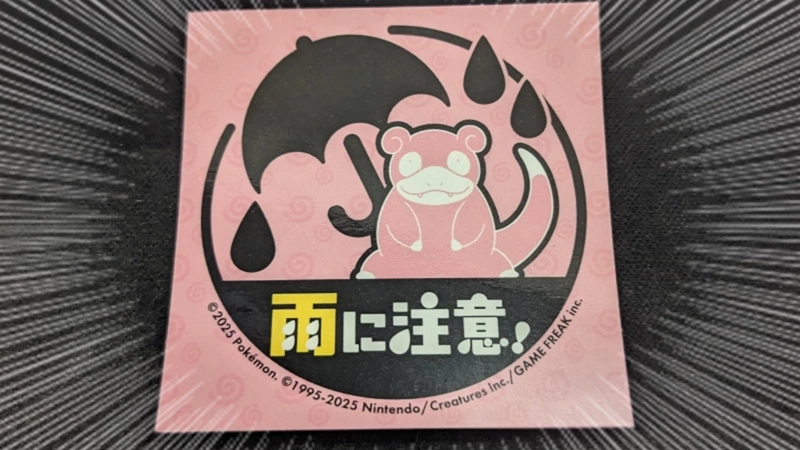 雨に注意!
©2025 Pokémon. ©1995-2025 Nintendo/Creatures Inc./GAME FREAK inc.